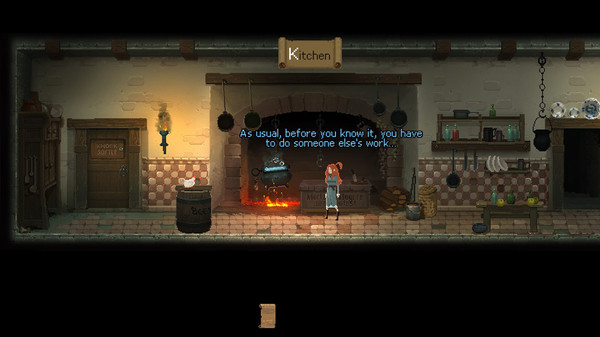 Kitchen
As usual, before you know it, you have
to do someone else's work...